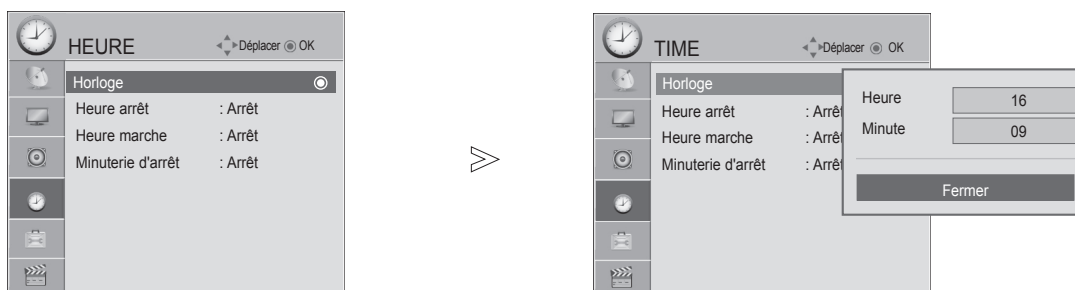 HEURE Déplacer OK
Horloge
Heure arrêt : Arrêt
Heure marche : Arrêt
Minuterie d'arrêt : Arrêt
TIME Déplacer OK
Horloge
Heure arrêt : Arrêt
Heure marche : Arrêt
Minuterie d'arrêt : Arrêt
Heure 16
Minute 09
Fermer